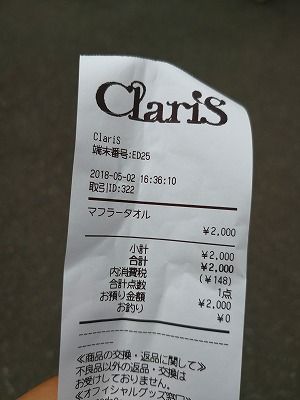 ClariS
ClariS
端末番号:ED25
2018-05-02 16:36:10
取引ID:322
マフラータオル
¥2,000
小計 ¥2,000
合計 ¥2,000
内消費税 (¥148)
合計点数 1点
お預り金額 ¥2,000
お釣り ¥0
≪商品の交換・返品に関して≫
不良品以外の返品・交換は
お受けしておりません。
≪オフィシャルグッズ窓口≫